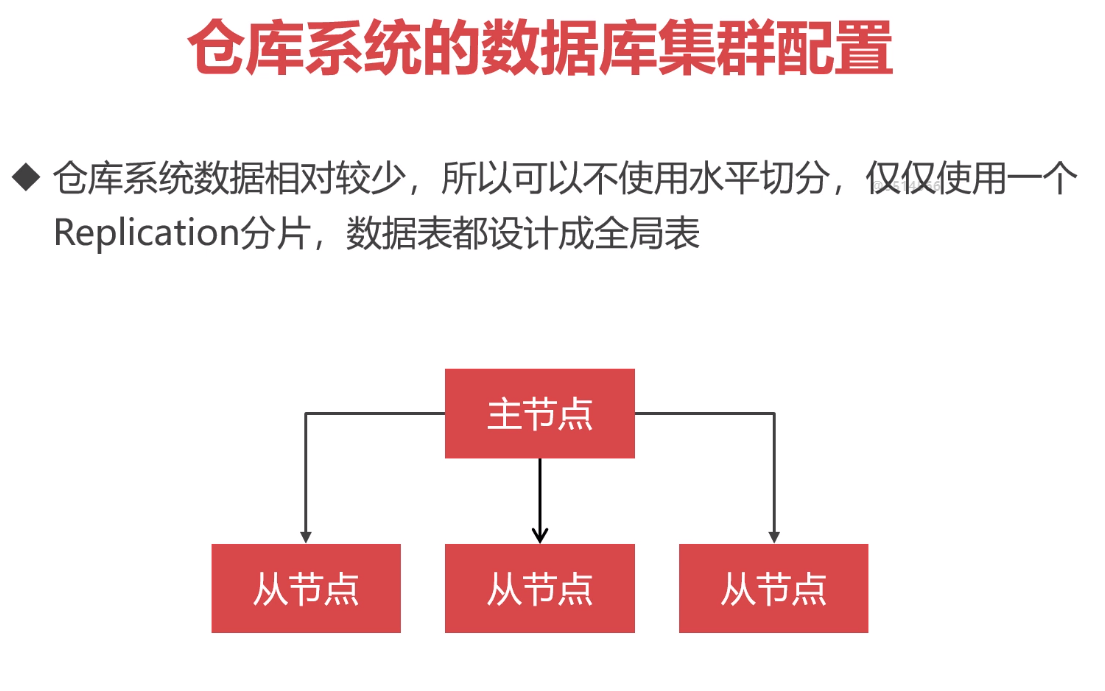 仓库系统的数据库集群配置
仓库系统数据相对较少，所以可以不使用水平切分，仅仅使用一个
Replication分片，数据表都设计成全局表
主节点
从节点 从节点 从节点